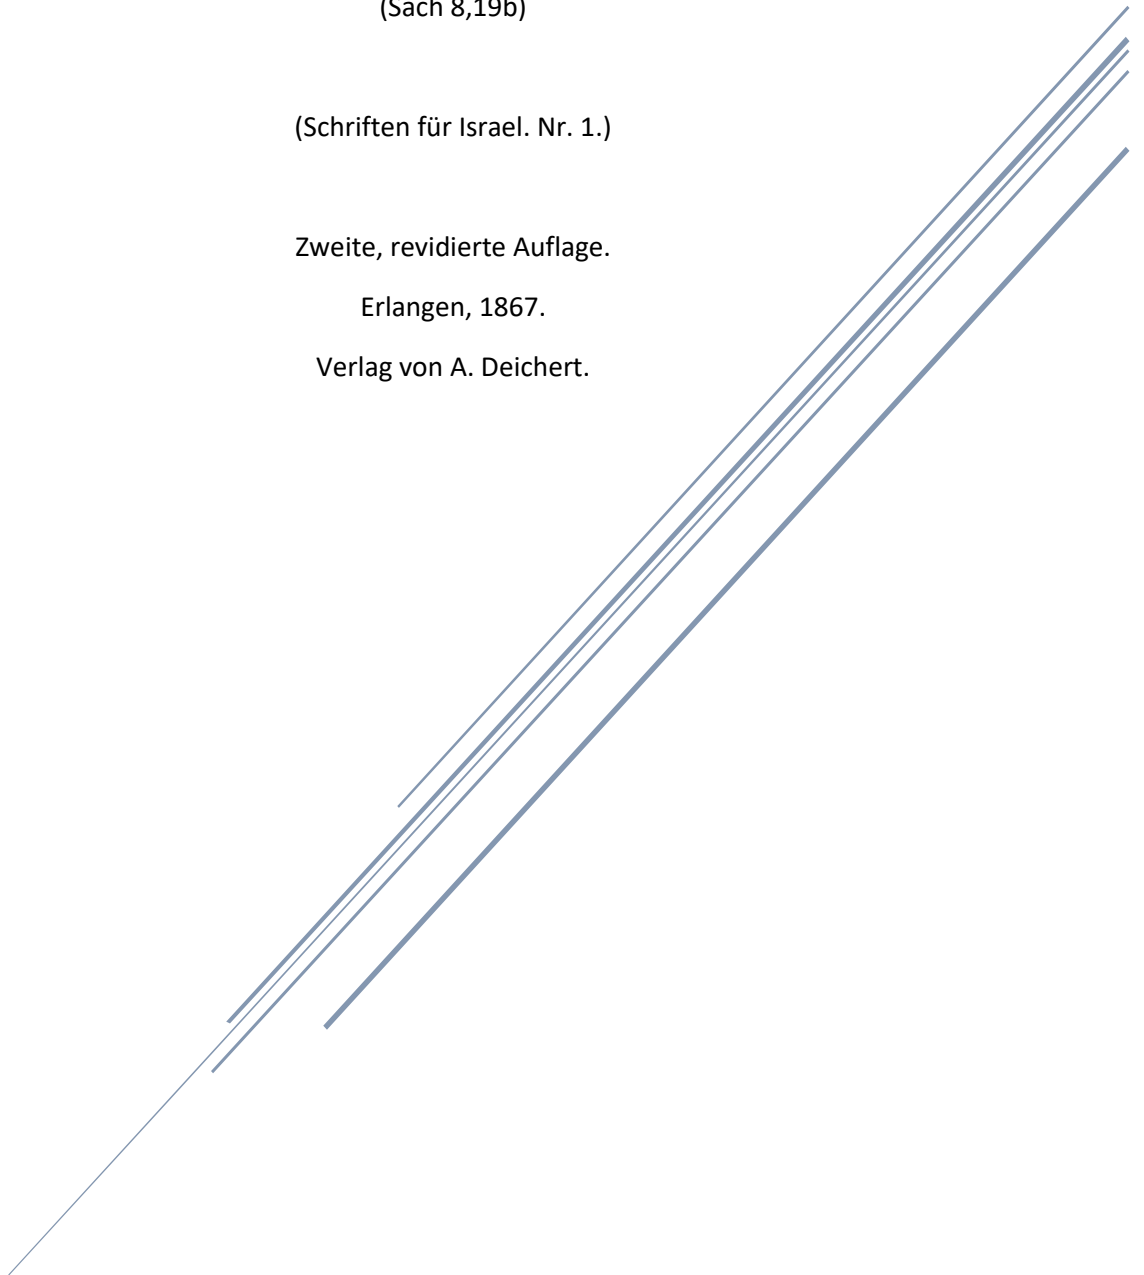 (Sach 8,19b)
(Schriften für Israel. Nr. 1.)
Zweite, revidierte Auflage.
Erlangen, 1867.
Verlag von A. Deichert.